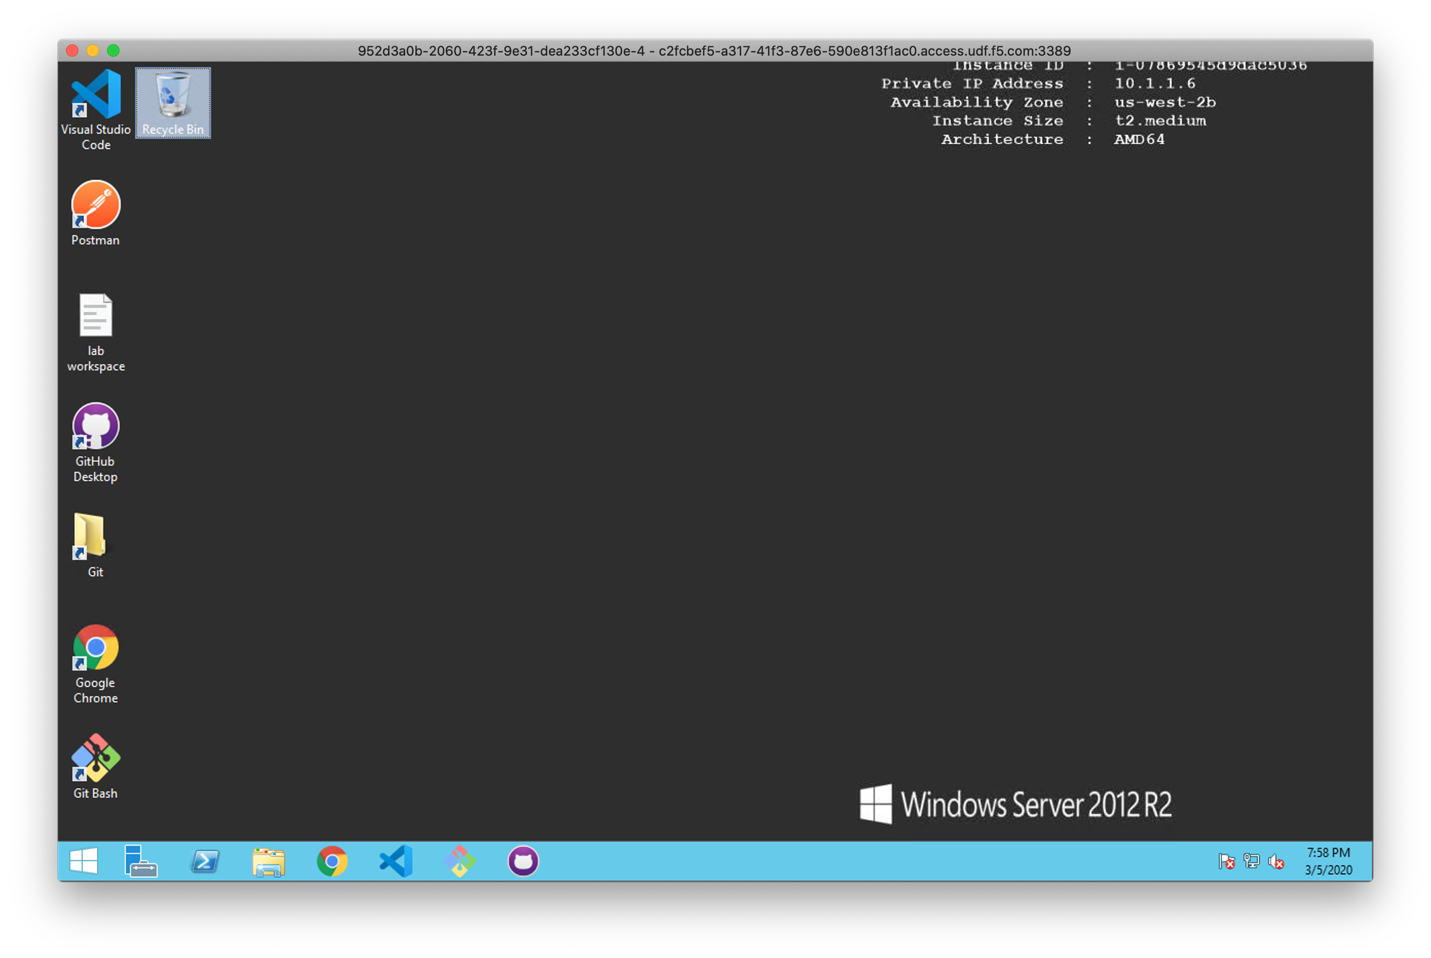 952d3a0b-2060-423f-9e31-dea233cf130e-4 - c2fcbef5-a317-41f3-87e6-590e813f1ac0.access.udf.f5.com:3389
Instance ID : i-07869545d9dac5036
Private IP Address : 10.1.1.6
Availability Zone : us-west-2b
Instance Size : t2.medium
Architecture : AMD64
Visual Studio
Code
Recycle Bin
Postman
lab
workspace
GitHub
Desktop
Git
Google
Chrome
Git Bash
Windows Server 2012 R2
7:58 PM
3/5/2020